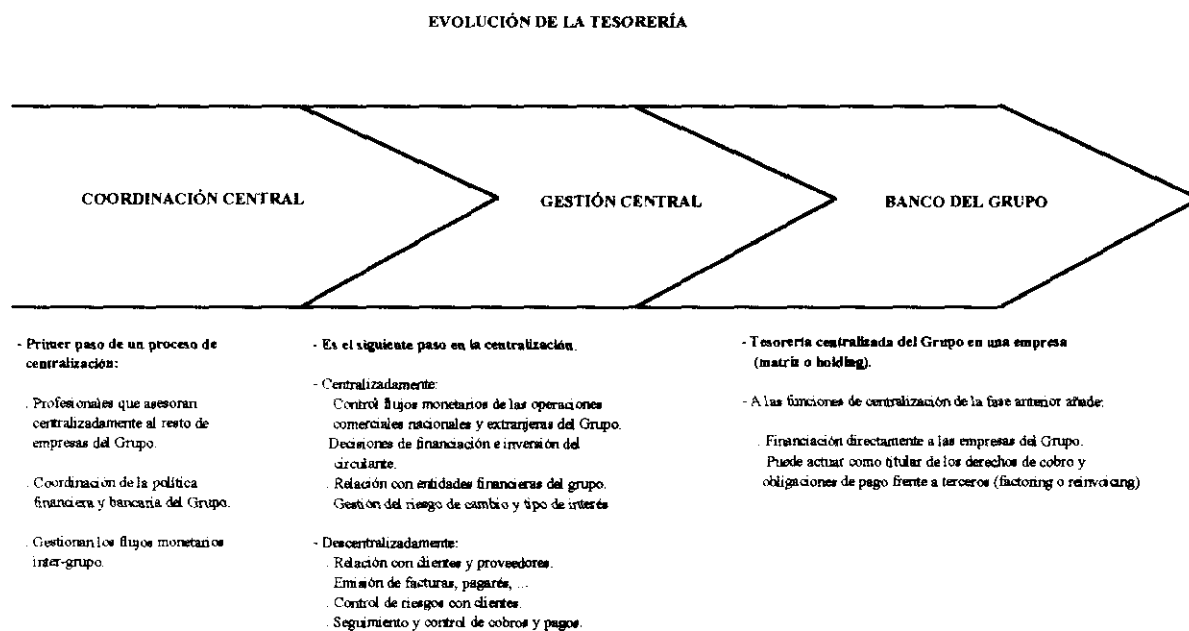 EVOLUCIÓN DE LA TESORERÍA
COORDINACIÓN CENTRAL
GESTIÓN CENTRAL
BANCO DEL GRUPO
- Primer paso de un proceso de
centralización:
. Profesionales que asesoran
centralizadamente al resto de
empresas del Grupo.
. Coordinación de la política
financiera y bancaria del Grupo.
. Gestionan los flujos monetarios
inter-grupo.
- Es el siguiente paso en la centralización.
- Centralizadamente:
Control flujos monetarios de las operaciones
comerciales nacionales y extranjeras del Grupo.
Decisiones de financiación e inversión del
circulante.
. Relación con entidades financieras del grupo.
Gestión del riesgo de cambio y tipo de interés
- Descentralizadamente:
. Relación con clientes y proveedores.
Emisión de facturas, pagarés, ...
. Control de riesgos con clientes.
. Seguimiento y control de cobros y pagos.
- Tesorería centralizada del Grupo en una empresa
(matriz o holding).
- A las funciones de centralización de la fase anterior añade:
. Financiación directamente a las empresas del Grupo.
Puede actuar como titular de los derechos de cobro y
obligaciones de pago frente a terceros (factoring o reinvoicing)